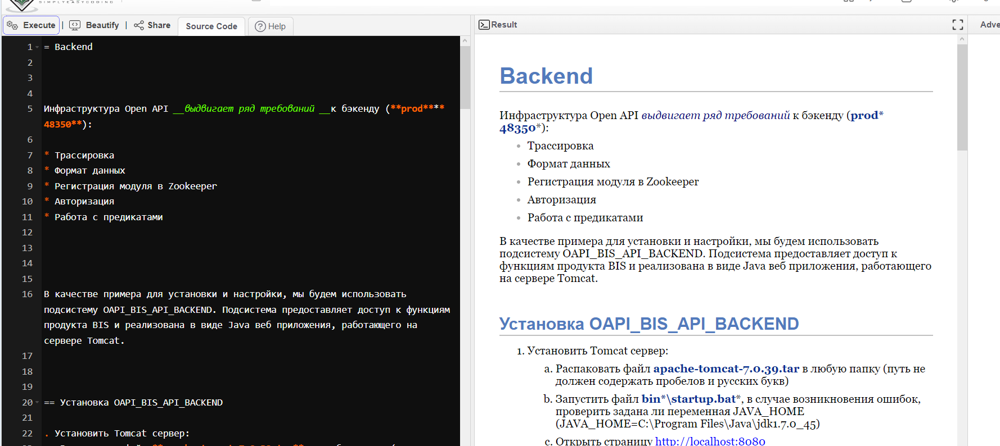 SIMPLYEASYCODING
Execute | Beautify | Share Source Code Help
1 = Backend
2
3
4
5 Инфраструктура Open API __выдвигает ряд требований __к бэкенду (**prod****
48350**):
6
7 * Трассировка
8 * Формат данных
9 * Регистрация модуля в Zookeeper
10 * Авторизация
11 * Работа с предикатами
12
13
14
15
16 В качестве примера для установки и настройки, мы будем использовать
подсистему OAPI_BIS_API_BACKEND. Подсистема предоставляет доступ к функциям
продукта BIS и реализована в виде Java веб приложения, работающего на
сервере Tomcat.
17
18
19
20 == Установка OAPI_BIS_API_BACKEND
21
22 . Установить Tomcat сервер:
Result
Adve
Backend
Инфраструктура Open API выдвигает ряд требований к бэкенду (prod*
48350*):
• Трассировка
• Формат данных
• Регистрация модуля в Zookeeper
• Авторизация
• Работа с предикатами
В качестве примера для установки и настройки, мы будем использовать
подсистему OAPI_BIS_API_BACKEND. Подсистема предоставляет доступ к
функциям продукта BIS и реализована в виде Java веб приложения, работающего
на сервере Tomcat.
Установка OAPI_BIS_API_BACKEND
1. Установить Tomcat сервер:
a. Распаковать файл apache-tomcat-7.0.39.tar в любую папку (путь не
должен содержать пробелов и русских букв)
b. Запустить файл bin*\startup.bat*, в случае возникновения ошибок,
проверить задана ли переменная JAVA_HOME
(JAVA_HOME=C:\Program Files\Java\jdk1.7.0_45)
c. Открыть страницу http://localhost:8080